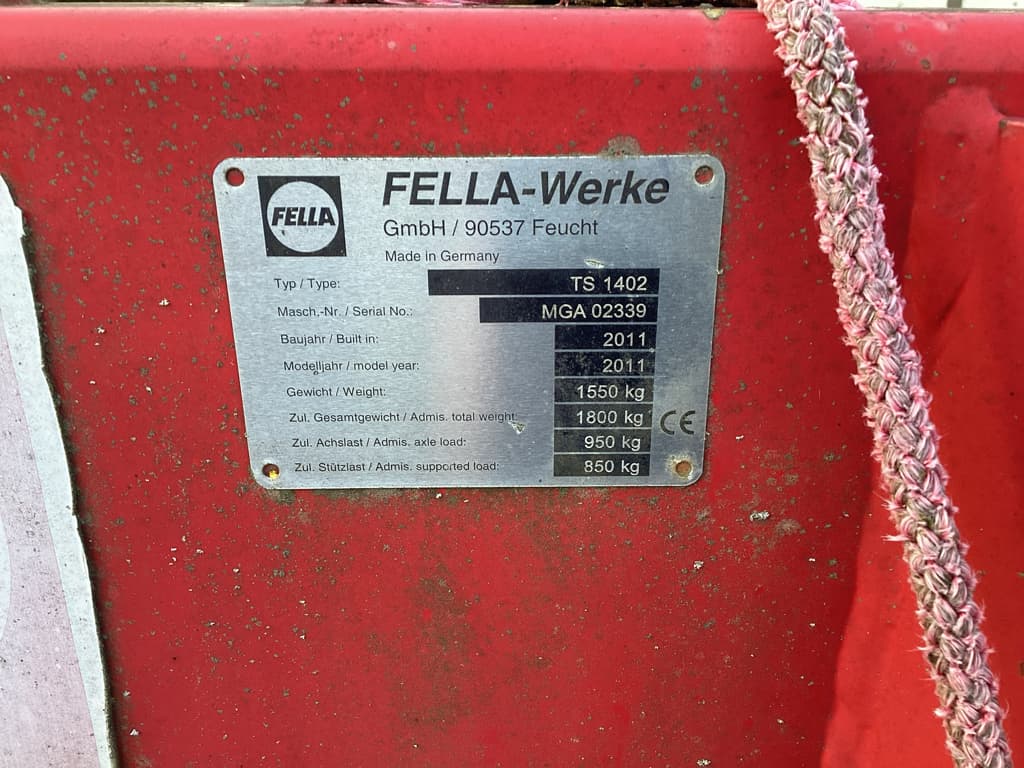 FELLA
FELLA-Werke
GmbH / 90537 Feucht
Made in Germany
Typ / Type: TS 1402
Masch.-Nr. / Serial No.: MGA 02339
Baujahr / Built in: 2011
Modelljahr / model year: 2011
Gewicht / Weight: 1550 kg
Zul. Gesamtgewicht / Admis. total weight: 1800 kg
Zul. Achslast / Admis. axle load: 950 kg
Zul. Stützlast / Admis. supported load: 850 kg
CE